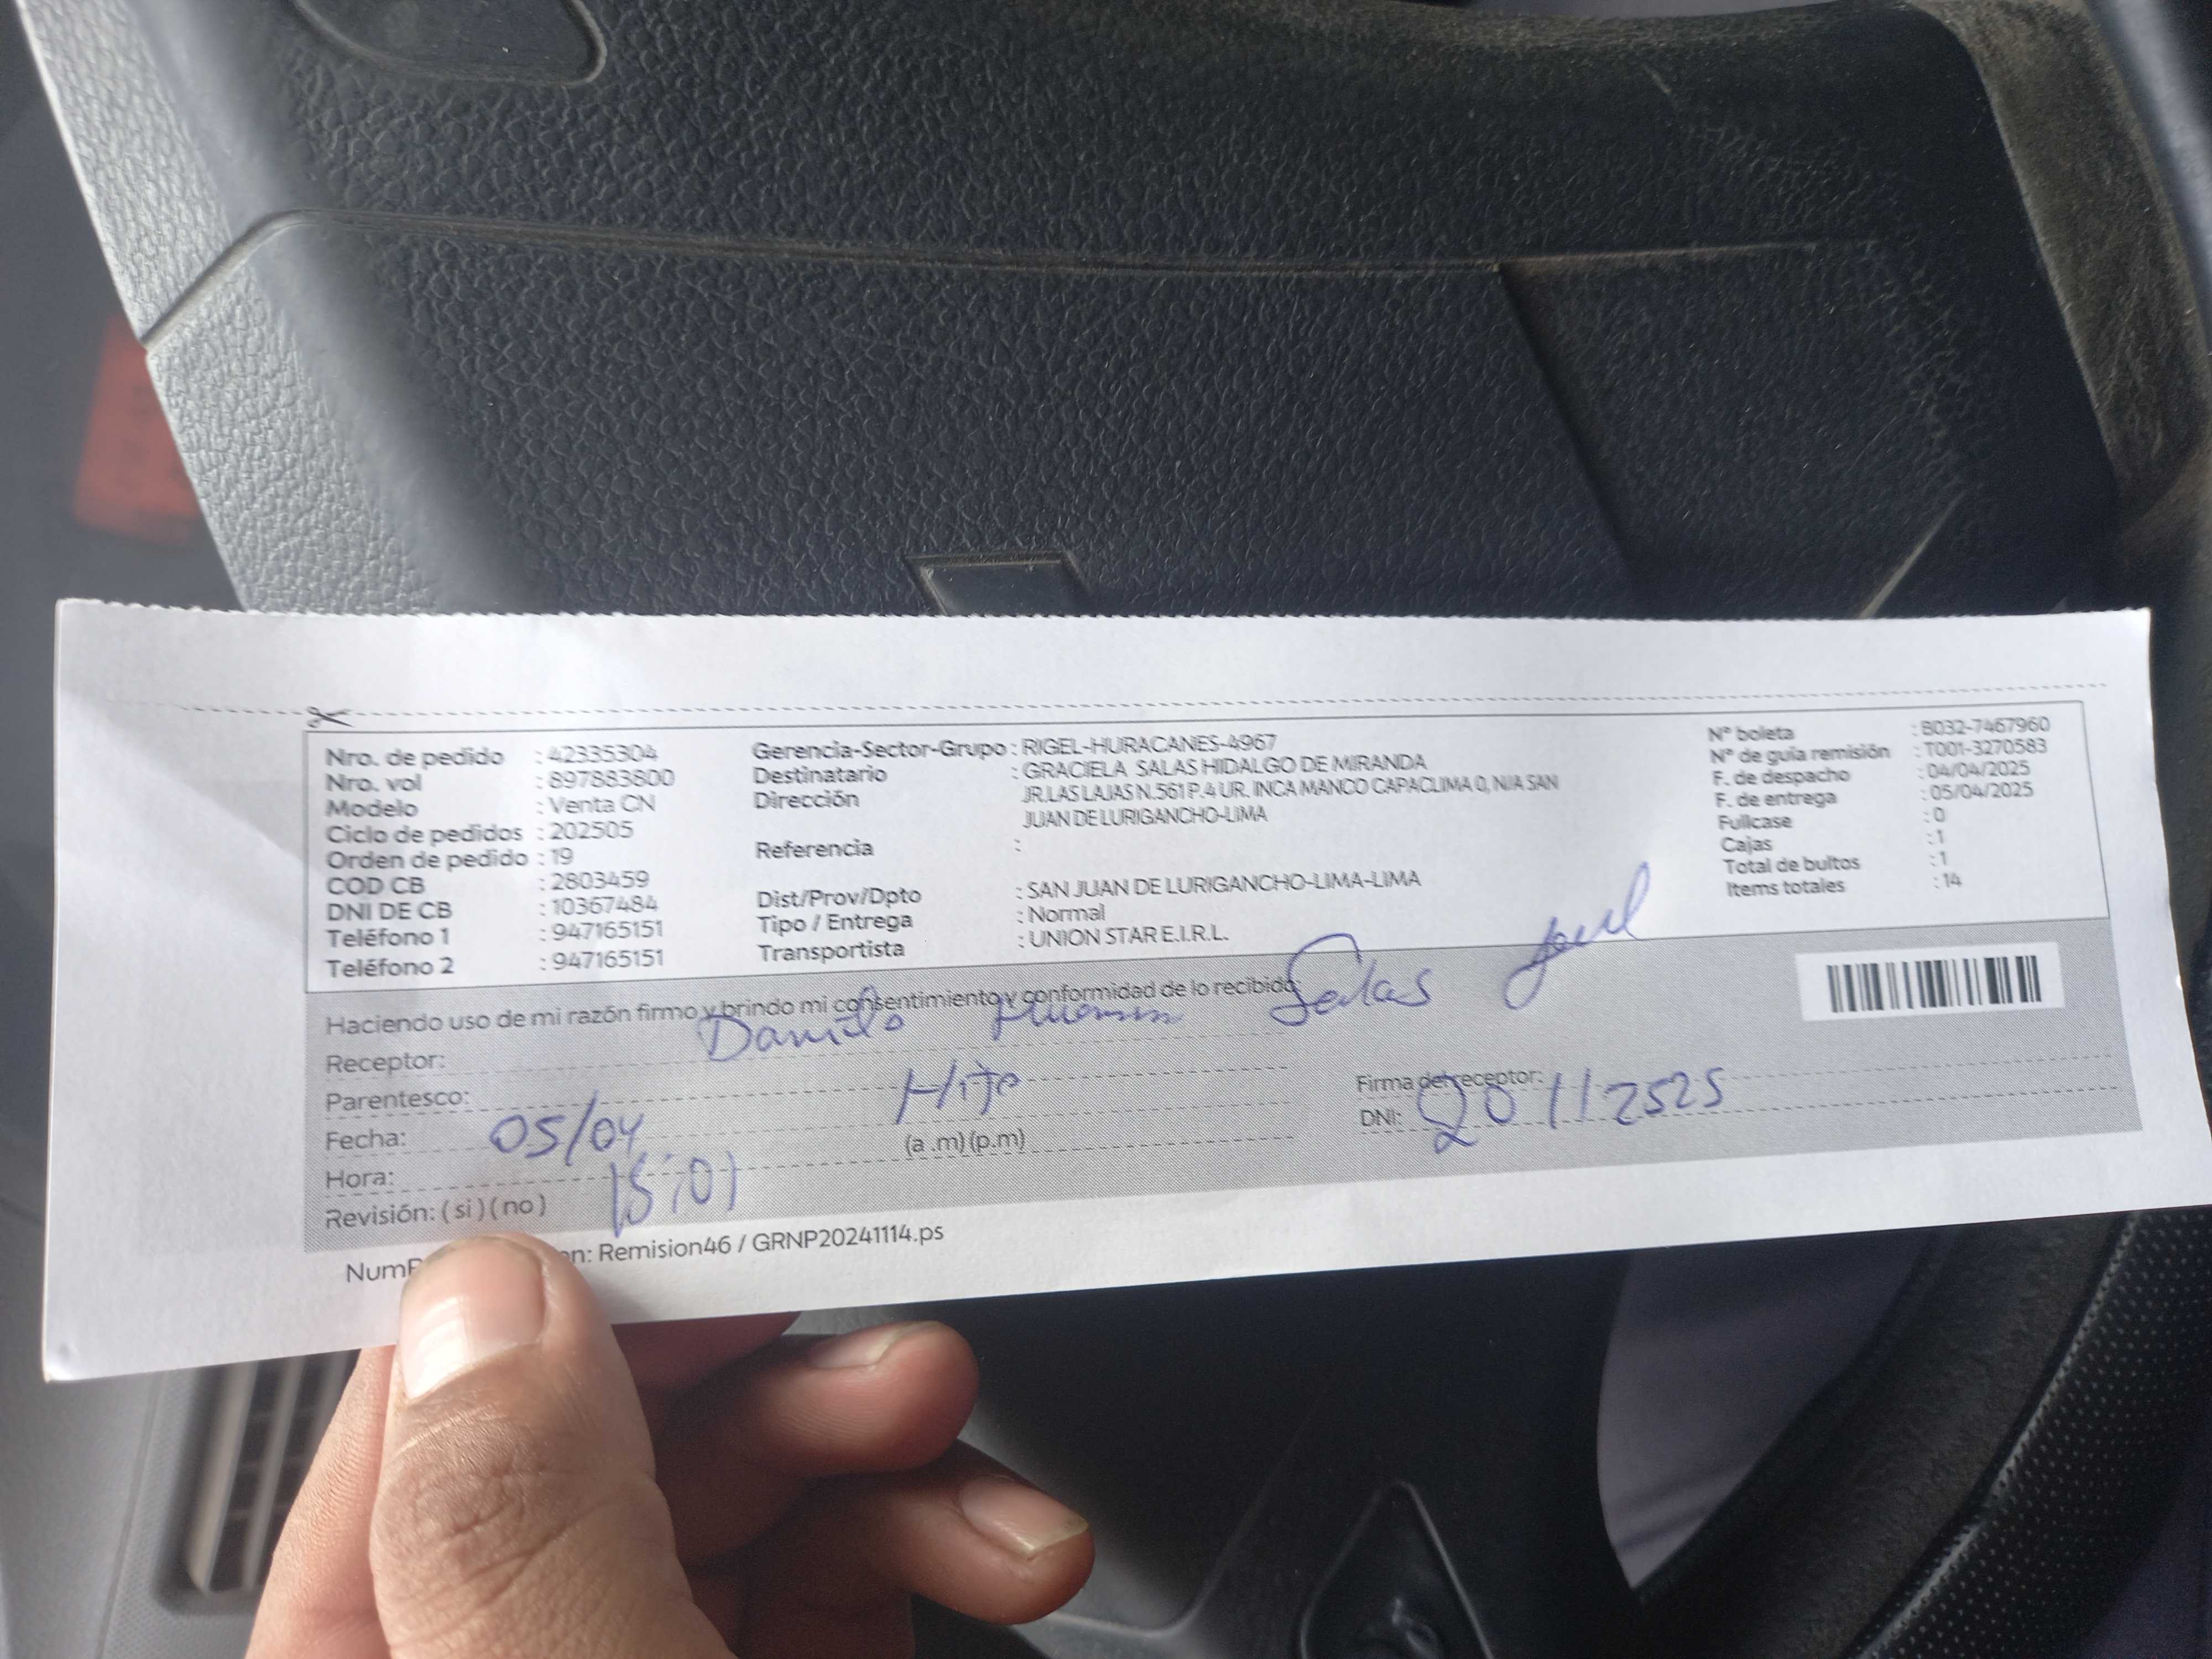 Nro. de pedido : 42335304
Nro. vol : 897883800
Modelo : Venta CN
Ciclo de pedidos : 202505
Orden de pedido : 19
COD CB : 2803459
DNI DE CB : 10367484
Teléfono 1 : 947165151
Teléfono 2 : 947165151
Gerencia-Sector-Grupo : RIGEL-HURACANES-4967
Destinatario : GRACIELA SALAS HIDALGO DE MIRANDA
Dirección JR.LAS LAJAS N.561 P.4 UR. INCA MANCO CAPACLIMA 0, N/A SAN
JUAN DE LURIGANCHO-LIMA
Referencia :
Dist/Prov/Dpto : SAN JUAN DE LURIGANCHO-LIMA-LIMA
Tipo / Entrega : Normal
Transportista : UNION STAR E.I.R.L.
N° boleta : B032-7467960
N° de guía remisión : T001-3270583
F. de despacho : 04/04/2025
F. de entrega : 05/04/2025
Fullcase : 0
Cajas : 1
Total de bultos : 1
Items totales : 14
Haciendo uso de mi razón firmo y brindo mi consentimiento y conformidad de lo recibido:
Receptor: Danilo Salas
Parentesco: Hijo
Firma del receptor:
Fecha: 05/04 (a .m) (p.m)
DNI: 20112525
Hora: 15:01
Revisión: ( si ) ( no )
on: Remision46 / GRNP20241114.ps